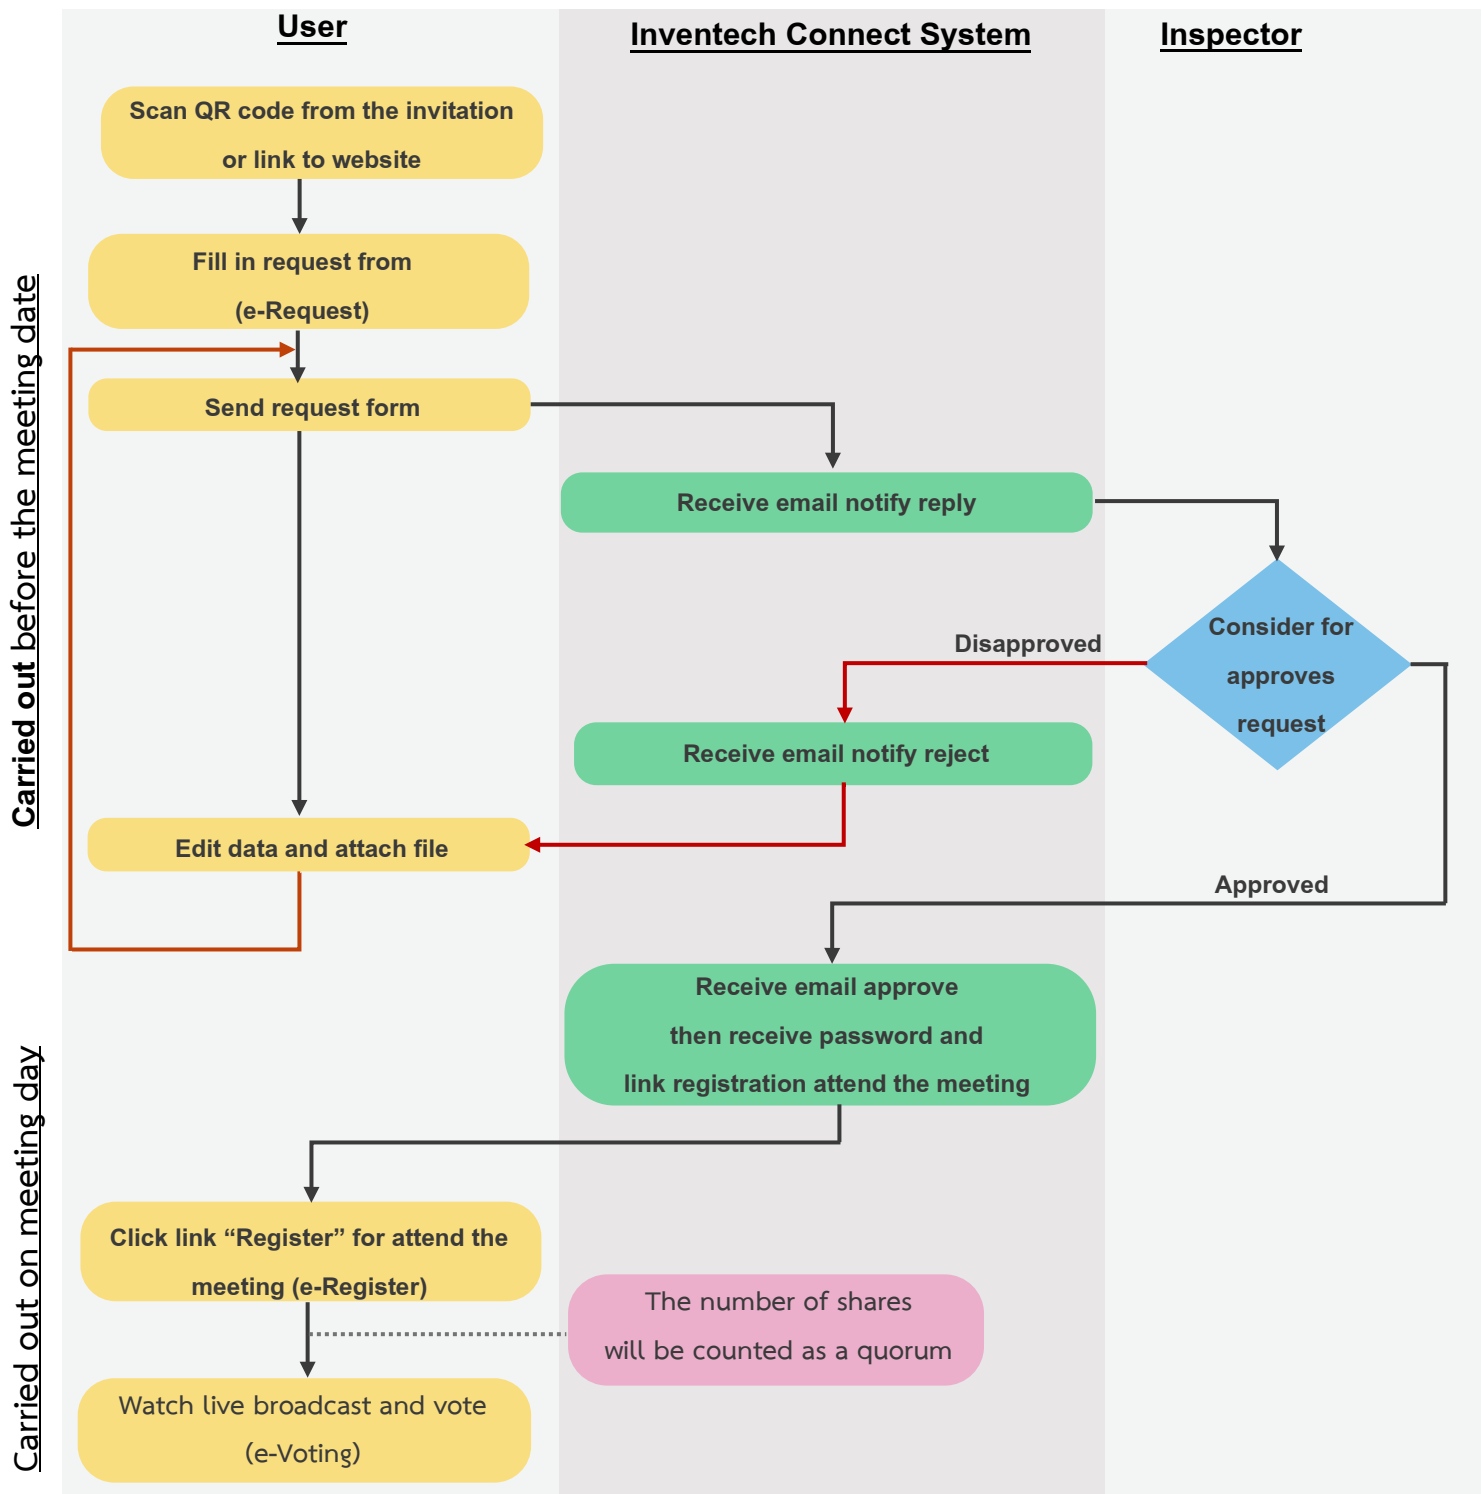 User
Inventech Connect System
Inspector
Scan QR code from the invitation
or link to website
Fill in request from
(e-Request)
Send request form
Receive email notify reply
Consider for
approves
request
Disapproved
Receive email notify reject
Edit data and attach file
Approved
Receive email approve
then receive password and
link registration attend the meeting
Click link “Register” for attend the
meeting (e-Register)
The number of shares
will be counted as a quorum
Watch live broadcast and vote
(e-Voting)
Carried out before the meeting date
Carried out on meeting day